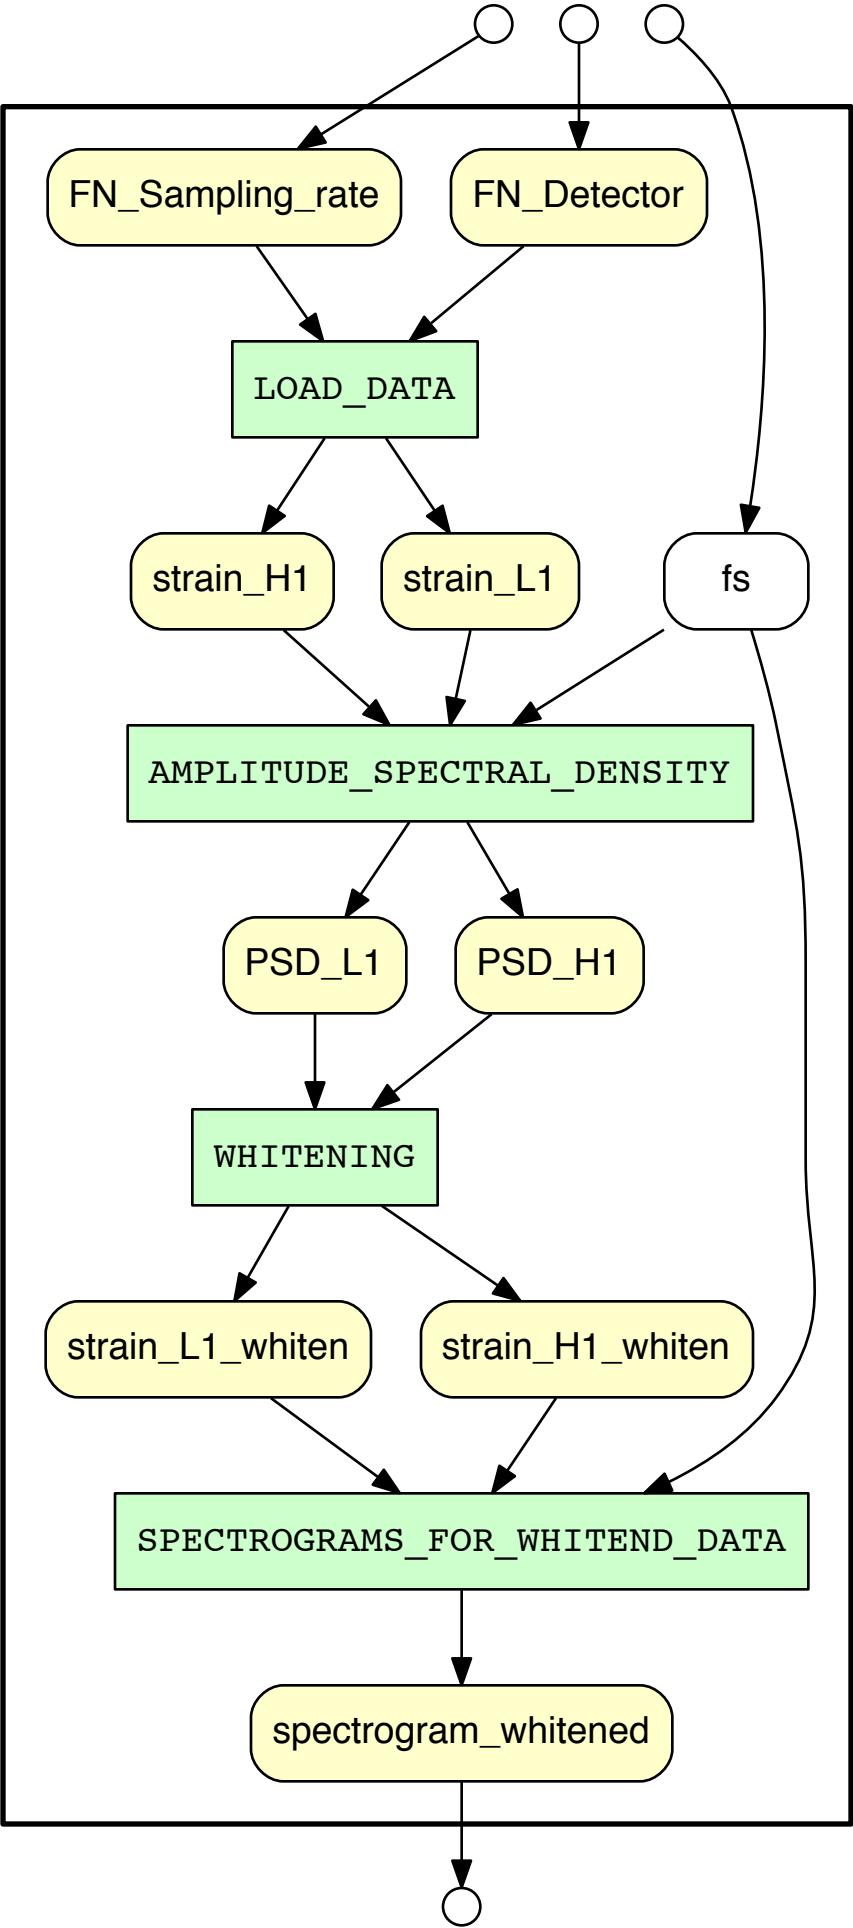 FN_Sampling_rate
FN_Detector
LOAD_DATA
strain_H1
strain_L1
fs
AMPLITUDE_SPECTRAL_DENSITY
PSD_L1
PSD_H1
WHITENING
strain_L1_whiten
strain_H1_whiten
SPECTROGRAMS_FOR_WHITEND_DATA
spectrogram_whitened